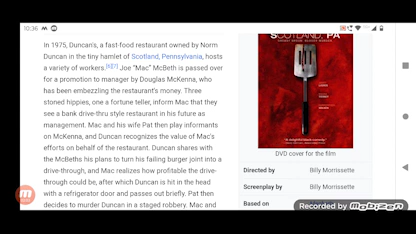 10:36
In 1975, Duncan's, a fast-food restaurant owned by Norm
Duncan in the tiny hamlet of Scotland, Pennsylvania, hosts
a variety of workers.[6][7] Joe "Mac" McBeth is passed over
for a promotion to manager by Douglas McKenna, who
has been embezzling the restaurant's money. Three
stoned hippies, one a fortune teller, inform Mac that they
see a bank drive-thru style restaurant in his future as
management. Mac and his wife Pat then play informants
on McKenna, and Duncan recognizes the value of Mac's
efforts on behalf of the restaurant. Duncan shares with
the McBeths his plans to turn his failing burger joint into a
drive-through, and Mac realizes how profitable the drive-
through could be, after which Duncan is hit in the head
with a refrigerator door and passes out briefly. Pat then
decides to murder Duncan in a staged robbery. Mac and
SCOTLAND, PA
DVD cover for the film
Directed by Billy Morrissette
Screenplay by Billy Morrissette
Based on
Recorded by Mobizen